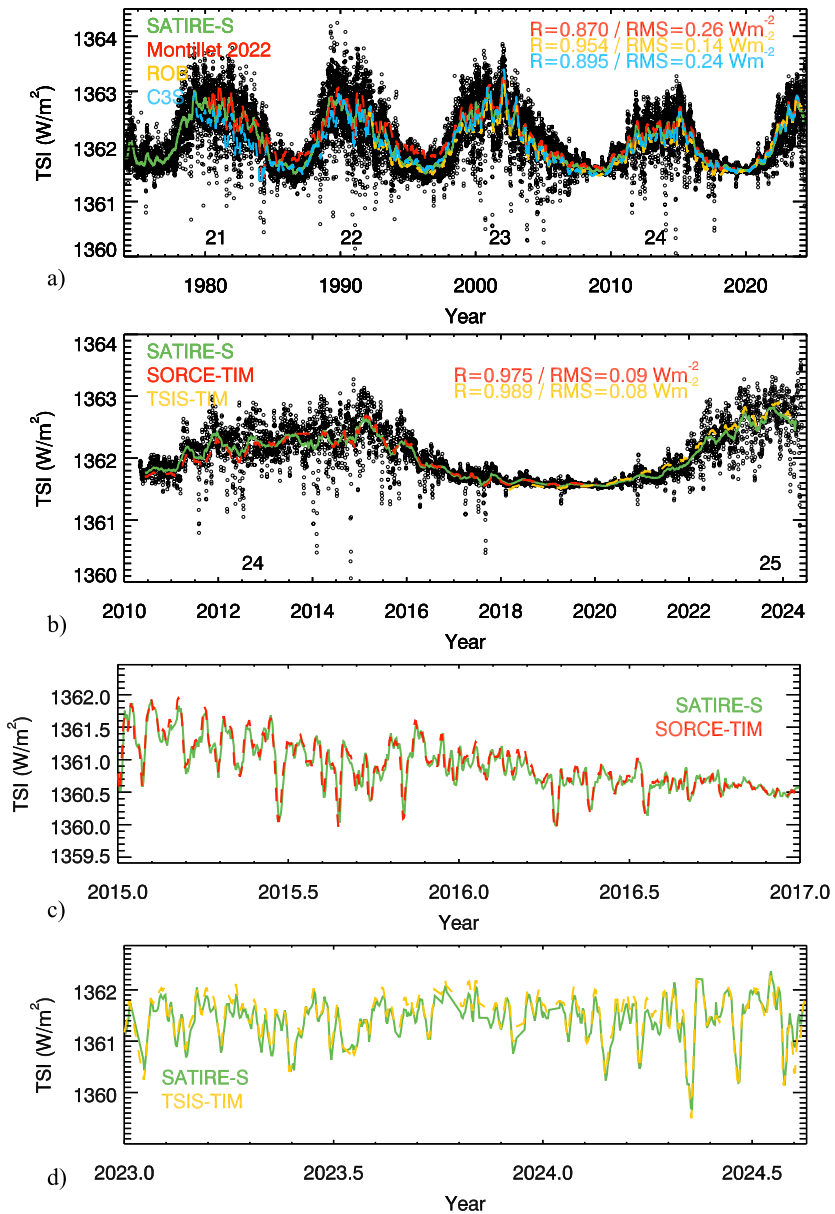 SATIRE-S
Montillet 2022
ROB
C3S
R=0.870 / RMS=0.26 Wm-2
R=0.954 / RMS=0.14 Wm-2
R=0.895 / RMS=0.24 Wm-2
1364
1363
1362
1361
1360
TSI (W/m2)
21
22
23
24
1980
1990
2000
2010
2020
Year
a)
SATIRE-S
SORCE-TIM
TSIS-TIM
R=0.975 / RMS=0.09 Wm-2
R=0.989 / RMS=0.08 Wm-2
1364
1363
1362
1361
1360
TSI (W/m2)
24
25
2010
2012
2014
2016
2018
2020
2022
2024
Year
b)
SATIRE-S
SORCE-TIM
1362.0
1361.5
1361.0
1360.5
1360.0
1359.5
TSI (W/m2)
2015.0
2015.5
2016.0
2016.5
2017.0
Year
c)
1362
1361
1360
TSI (W/m2)
SATIRE-S
TSIS-TIM
2023.0
2023.5
2024.0
2024.5
Year
d)